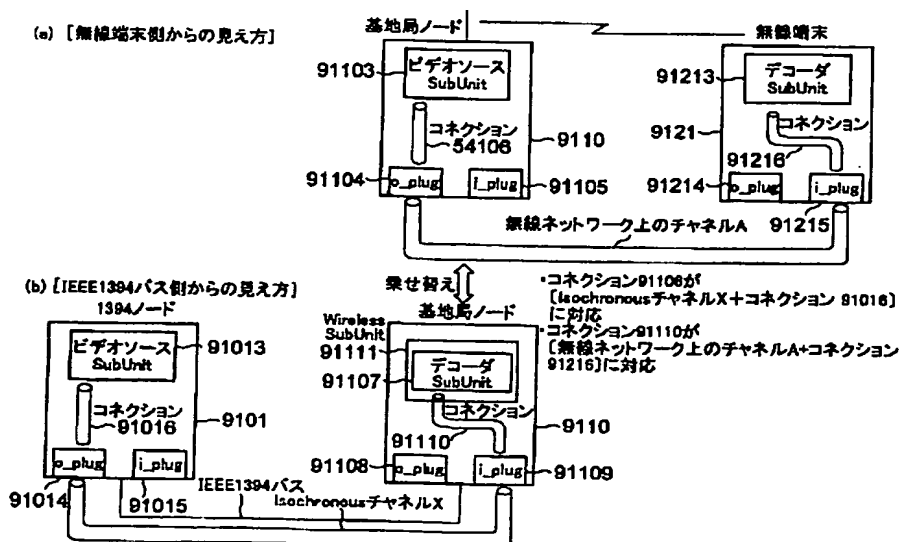 (a) [無線端末側からの見え方]
基地局ノード
無線端末
91103
ビデオソース
SubUnit
91213
デコーダ
SubUnit
コネクション
54106
9110
9121
コネクション
91216
91104
o_plug
i_plug
91105
91214
o_plug
i_plug
91215
無線ネットワーク上のチャネルA
(b) [IEEE1394バス側からの見え方]
1394ノード
乗せ替え
基地局ノード
・コネクション91106が
[IsochronousチャネルX+コネクション 91016]
に対応
・コネクション91110が
[無線ネットワーク上のチャネルA+コネクション
91216]に対応
ビデオソース
SubUnit
91013
Wireless
SubUnit
91111
91107
デコーダ
SubUnit
コネクション
91016
9101
コネクション
91110
9110
o_plug
i_plug
91014
91015
91108
o_plug
i_plug
91109
IEEE1394バス
IsochronousチャネルX